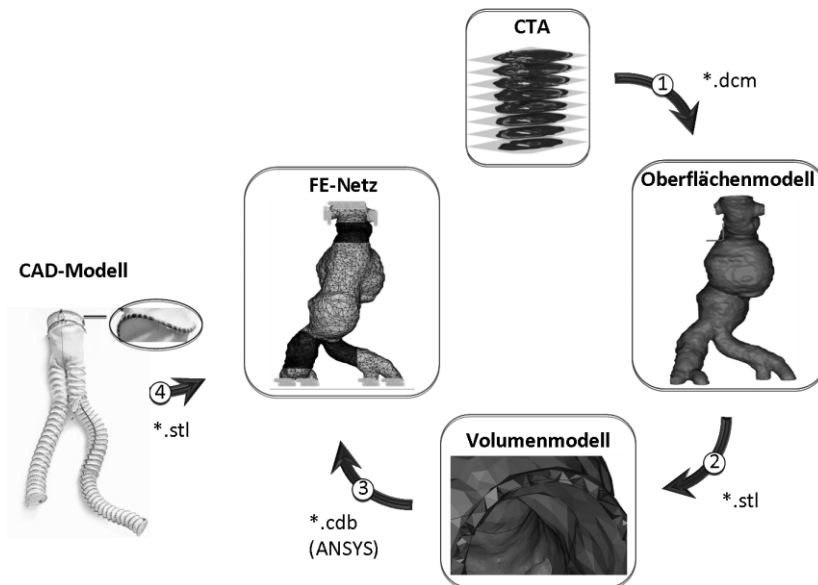 CTA
1
*.dcm
Oberflächenmodell
FE-Netz
CAD-Modell
4
*.stl
2
*.stl
Volumenmodell
3
*.cdb
(ANSYS)